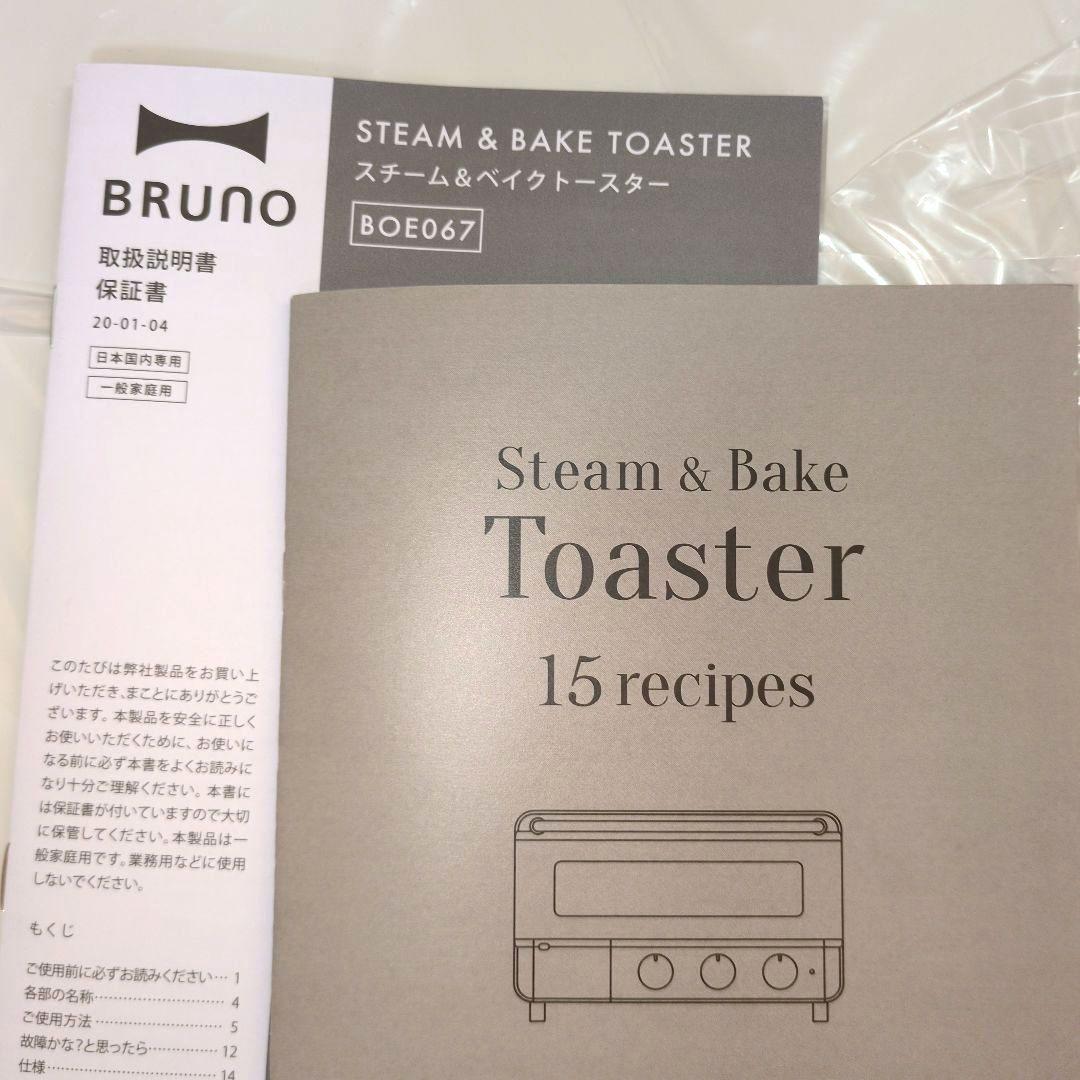 BRUNO
取扱説明書
保証書
20-01-04
日本国内専用
一般家庭用
STEAM & BAKE TOASTER
スチーム&ベイクトースター
BOE067
このたびは弊社製品をお買い上
げいただき、まことにありがとうご
ざいます。本製品を安全に正しく
お使いいただくために、お使いに
なる前に必ず本書をよくお読みに
なり十分ご理解ください。本書に
は保証書が付いていますので大切
に保管してください。本製品は一
般家庭用です。業務用などに使用
しないでください。
もくじ
ご使用前に必ずお読みください… 1
各部の名称………………………… 4
ご使用方法………………………… 5
故障かな？と思ったら…………… 12
仕様………………………………… 14
Steam & Bake
Toaster
15 recipes